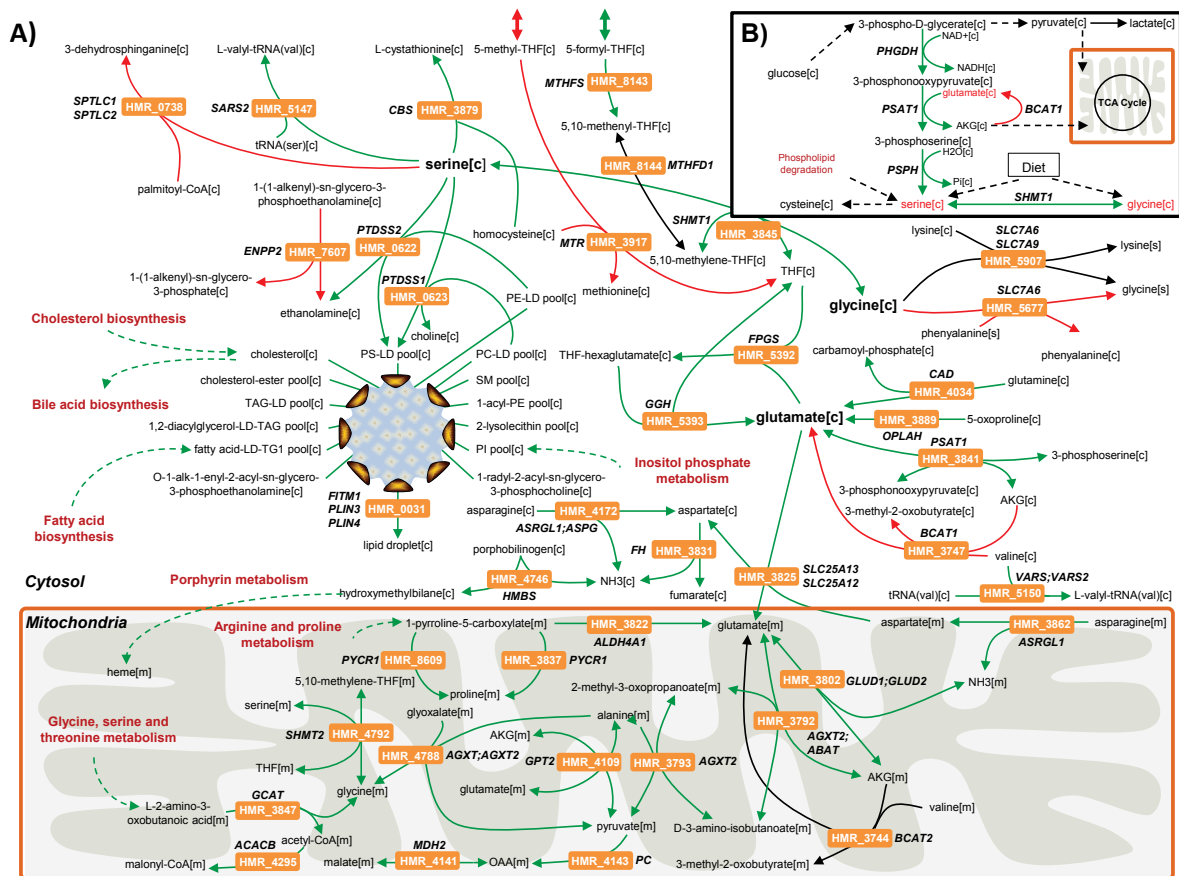 A)
3-dehydrosphinganine[c]
L-valyl-tRNA(val)[c]
L-cystathionine[c]
5-methyl-THF[c]
5-formyl-THF[c]
SPTLC1
SPTLC2
HMR_0738
SARS2
HMR_5147
CBS
HMR_3879
MTHFS
HMR_8143
tRNA(ser)[c]
5,10-methenyl-THF[c]
serine[c]
HMR_8144
MTHFD1
palmitoyl-CoA[c]
1-(1-alkenyl)-sn-glycero-3-
phosphoethanolamine[c]
PTDSS2
HMR_0622
ENPP2
HMR_7607
homocysteine[c]
MTR
HMR_3917
SHMT1
HMR_3845
5,10-methylene-THF[c]
THF[c]
1-(1-alkenyl)-sn-glycero-
3-phosphate[c]
PTDSS1
HMR_0623
PE-LD pool[c]
methionine[c]
ethanolamine[c]
choline[c]
Cholesterol biosynthesis
cholesterol[c]
PS-LD pool[c]
PC-LD pool[c]
cholesterol-ester pool[c]
SM pool[c]
Bile acid biosynthesis
TAG-LD pool[c]
1-acyl-PE pool[c]
1,2-diacylglycerol-LD-TAG pool[c]
2-lysolecithin pool[c]
fatty acid-LD-TG1 pool[c]
PI pool[c]
O-1-alk-1-enyl-2-acyl-sn-glycero-
3-phosphoethanolamine[c]
1-radyl-2-acyl-sn-glycero-
3-phosphocholine[c]
Inositol phosphate
metabolism
Fatty acid
biosynthesis
FITM1
PLIN3
PLIN4
HMR_0031
lipid droplet[c]
THF-hexaglutamate[c]
FPGS
HMR_5392
GGH
HMR_5393
glutamate[c]
glycine[c]
lysine[c]
SLC7A6
SLC7A9
HMR_5907
lysine[s]
SLC7A6
HMR_5677
glycine[s]
phenylanine[s]
phenylanine[c]
carbamoyl-phosphate[c]
CAD
HMR_4034
glutamine[c]
HMR_3889
5-oxoproline[c]
OPLAH
PSAT1
HMR_3841
3-phosphoserine[c]
3-phosphonooxypyruvate[c]
AKG[c]
3-methyl-2-oxobutyrate[c]
BCAT1
HMR_3747
valine[c]
VARS;VARS2
tRNA(val)[c]
HMR_5150
L-valyl-tRNA(val)[c]
asparagine[c]
HMR_4172
aspartate[c]
ASRGL1;ASPG
FH
HMR_3831
porphobilinogen[c]
HMR_4746
HMBS
NH3[c]
fumarate[c]
HMR_3825
SLC25A13
SLC25A12
Cytosol
Porphyrin metabolism
hydroxymethylbilane[c]
Mitochondria
Arginine and proline
metabolism
1-pyrroline-5-carboxylate[m]
HMR_3822
ALDH4A1
glutamate[m]
aspartate[m]
HMR_3862
asparagine[m]
ASRGL1
heme[m]
PYCR1
HMR_8609
HMR_3837
PYCR1
5,10-methylene-THF[m]
proline[m]
2-methyl-3-oxopropanoate[m]
HMR_3802
GLUD1;GLUD2
NH3[m]
Glycine, serine and
threonine metabolism
serine[m]
glyoxalate[m]
alanine[m]
SHMT2
HMR_4792
AKG[m]
HMR_3792
AGXT2;
ABAT
HMR_4788
AGXT;AGXT2
GPT2
HMR_4109
HMR_3793
AGXT2
THF[m]
glycine[m]
glutamate[m]
AKG[m]
L-2-amino-3-
oxobutanoic acid[m]
GCAT
HMR_3847
acetyl-CoA[m]
pyruvate[m]
D-3-amino-isobutanoate[m]
valine[m]
HMR_3744
BCAT2
malonyl-CoA[m]
ACACB
HMR_4295
malate[m]
MDH2
HMR_4141
OAA[m]
HMR_4143
PC
3-methyl-2-oxobutyrate[m]
B)
3-phospho-D-glycerate[c]
pyruvate[c]
lactate[c]
PHGDH
NAD+[c]
NADH[c]
glucose[c]
3-phosphonooxypyruvate[c]
glutamate[c]
PSAT1
BCAT1
AKG[c]
TCA Cycle
3-phosphoserine[c]
H2O[c]
PSPH
Pi[c]
Phospholipid
degradation
Diet
cysteine[c]
serine[c]
SHMT1
glycine[c]